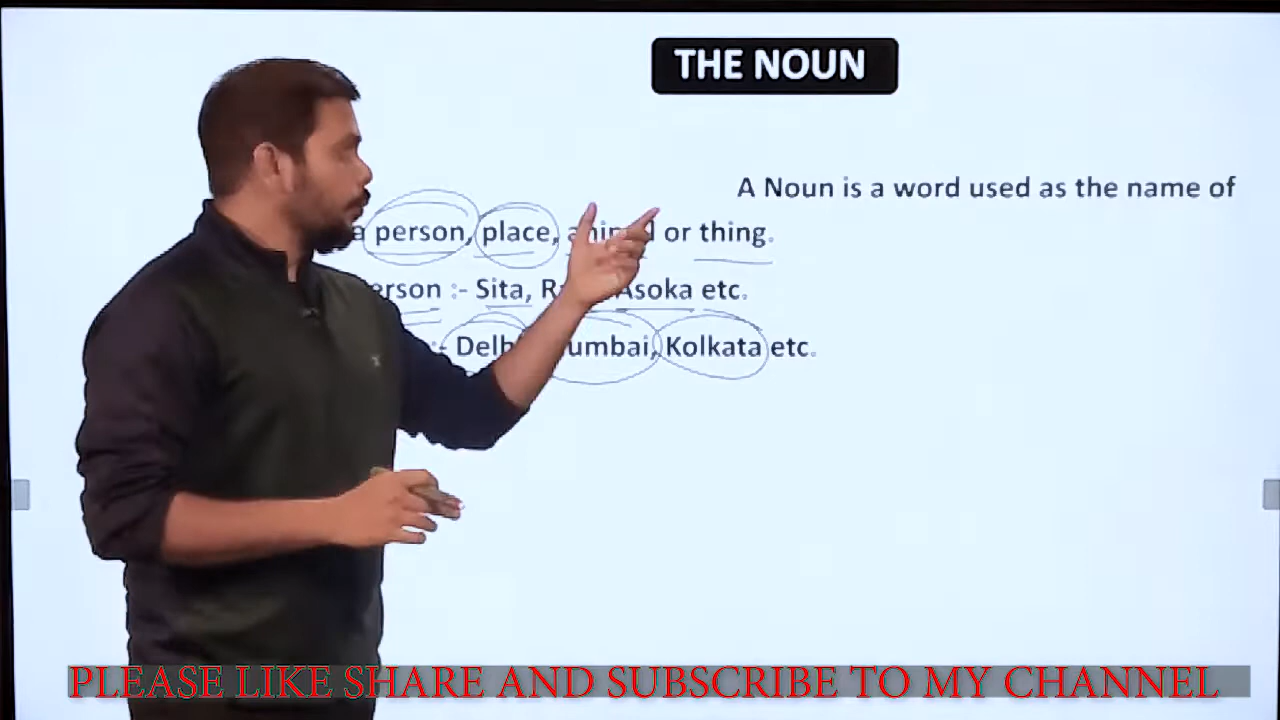 THE NOUN
A Noun is a word used as the name of
a person, place, or thing.
:- Sita, Asoka etc.
:- Kolkata etc.
PLEASE LIKE SHARE AND SUBSCRIBE TO MY CHANNEL